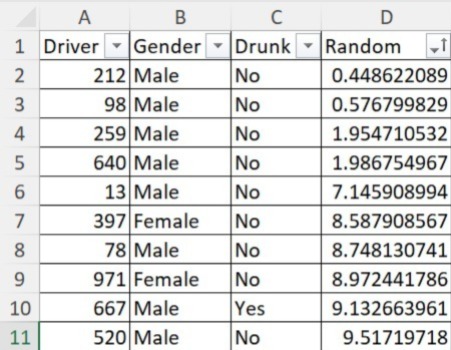 A B C D
1 Driver Gender Drunk Random
2 212 Male No 0.448622089
3 98 Male No 0.576799829
4 259 Male No 1.954710532
5 640 Male No 1.986754967
6 13 Male No 7.145908994
7 397 Female No 8.587908567
8 78 Male No 8.748130741
9 971 Female No 8.972441786
10 667 Male Yes 9.132663961
11 520 Male No 9.51719718